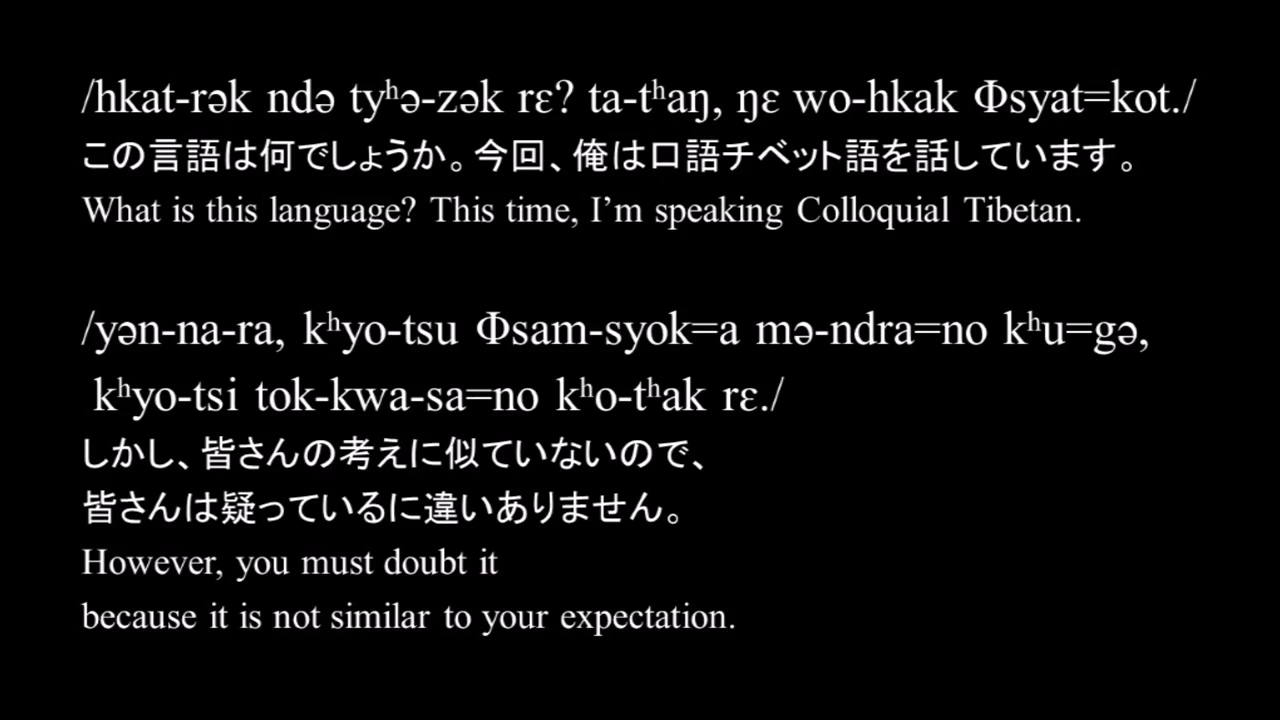 /hkat-rək ndə tyʰə-zək rɛ? ta-tʰaŋ, ŋɛ wo-hkak Φsyat=kot./
この言語は何でしょうか。今回、俺は口語チベット語を話しています。
What is this language? This time, I’m speaking Colloquial Tibetan.
/yən-na-ra, kʰyo-tsu Φsam-syok=a mə-ndra=no kʰu=gə,
kʰyo-tsi tok-kwa-sa=no kʰo-tʰak rɛ./
しかし、皆さんの考えに似ていないので、
皆さんは疑っているに違いありません。
However, you must doubt it
because it is not similar to your expectation.